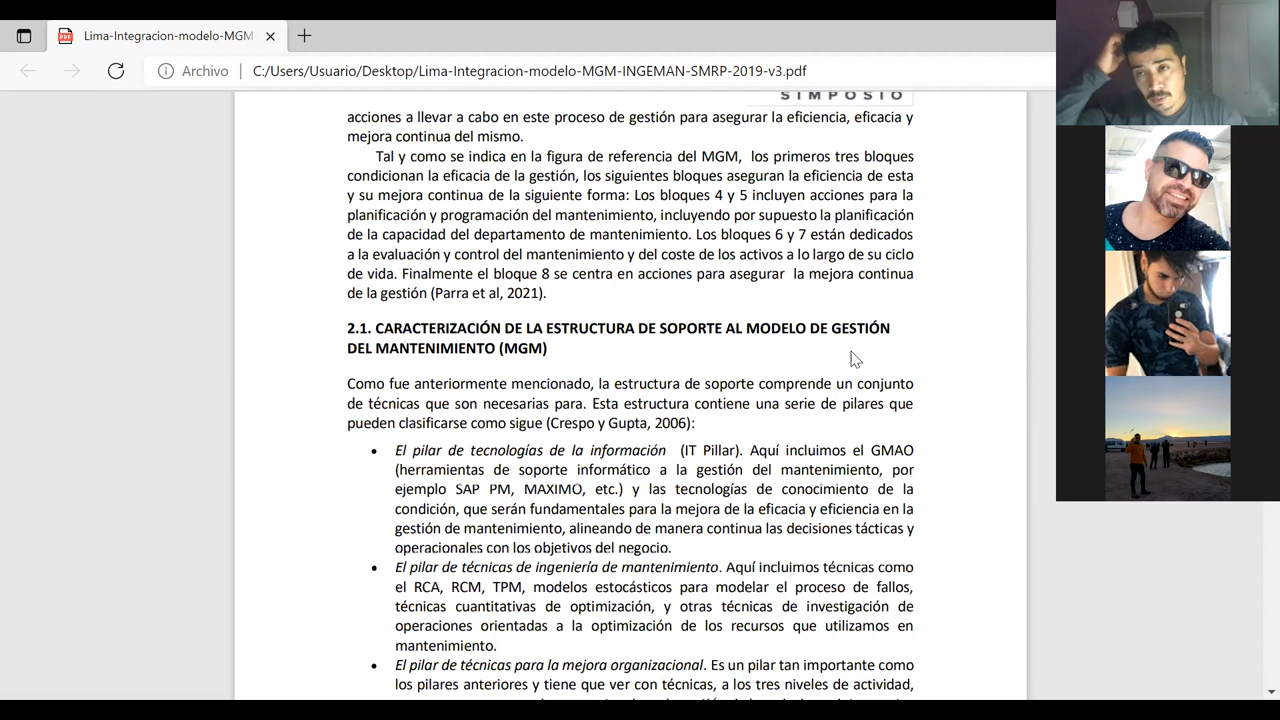 Lima-Integracion-modelo-MGM-
Archivo
C:/Users/Usuario/Desktop/Lima-Integracion-modelo-MGM-INGEMAN-SMRP-2019-v3.pdf
SIMPOSIO
acciones a llevar a cabo en este proceso de gestión para asegurar la eficiencia, eficacia y
mejora continua del mismo.
Tal y como se indica en la figura de referencia del MGM, los primeros tres bloques
condicionan la eficacia de le gestión, los siguientes bloques aseguran la eficiencia de esta
y su mejora continua de la siguiente forma: Los bloques 4 y 5 incluyen acciones para la
planificación y programación del mantenimiento, incluyendo por supuesto la planificación
de la capacidad del departamento de mantenimiento. Los bloques 6 y 7 están dedicados
a la evaluación y control del mantenimiento y del coste de los activos a lo largo de su ciclo
de vida. Finalmente el bloque 8 se centra en acciones para asegurar la mejora continua
de la gestión (Parra et al, 2021).
2.1. CARACTERIZACIÓN DE LA ESTRUCTURA DE SOPORTE AL MODELO DE GESTIÓN
DEL MANTENIMIENTO (MGM)
Como fue anteriormente mencionado, la estructura de soporte comprende un conjunto
de técnicas que son necesarias para. Esta estructura contiene una serie de pilares que
pueden clasificarse como sigue (Crespo y Gupta, 2006):
• El pilar de tecnologías de la información (IT Pillar). Aquí incluimos el GMAO
(herramientas de soporte informático a la gestión del mantenimiento, por
ejemplo SAP PM, MAXIMO, etc.) y las tecnologías de conocimiento de la
condición, que serán fundamentales para la mejora de la eficacia y eficiencia en la
gestión de mantenimiento, alineando de manera continua las decisiones tácticas y
operacionales con los objetivos del negocio.
• El pilar de técnicas de ingeniería de mantenimiento. Aquí incluimos técnicas como
el RCA, RCM, TPM, modelos estocásticos para modelar el proceso de fallos,
técnicas cuantitativas de optimización, y otras técnicas de investigación de
operaciones orientadas a la optimización de los recursos que utilizamos en
mantenimiento.
• El pilar de técnicas para la mejora organizacional. Es un pilar tan importante como
los pilares anteriores y tiene que ver con técnicas, a los tres niveles de actividad,